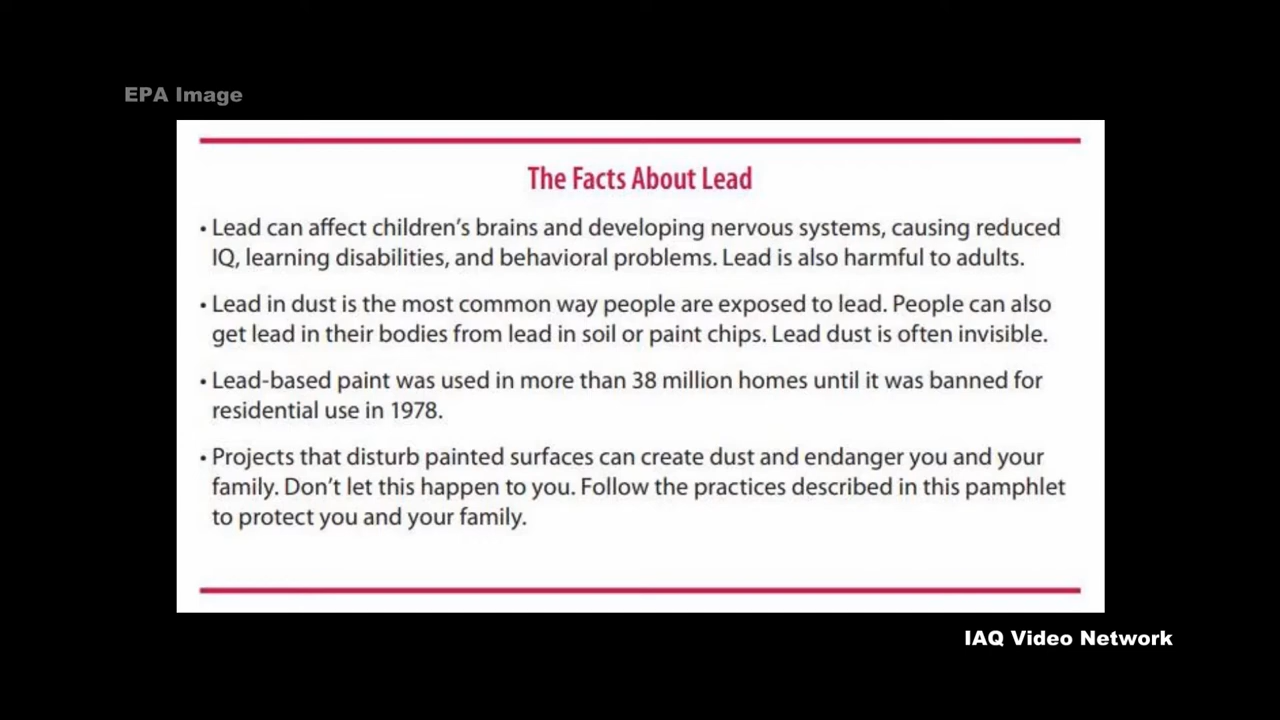 EPA Image
The Facts About Lead
• Lead can affect children's brains and developing nervous systems, causing reduced
IQ, learning disabilities, and behavioral problems. Lead is also harmful to adults.
• Lead in dust is the most common way people are exposed to lead. People can also
get lead in their bodies from lead in soil or paint chips. Lead dust is often invisible.
• Lead-based paint was used in more than 38 million homes until it was banned for
residential use in 1978.
• Projects that disturb painted surfaces can create dust and endanger you and your
family. Don't let this happen to you. Follow the practices described in this pamphlet
to protect you and your family.
IAQ Video Network